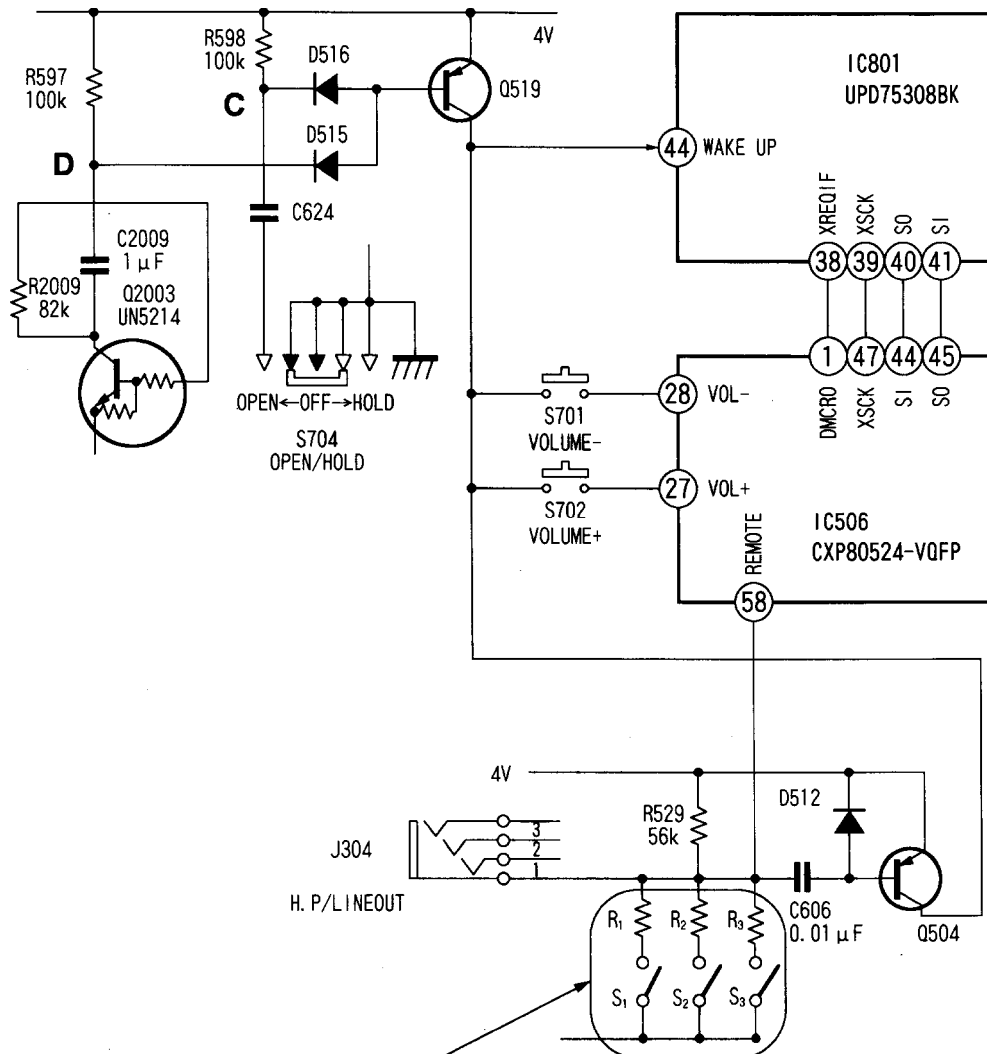 R597
100k
R598
100k
D516
4V
Q519
IC801
UPD75308BK
C
D515
D
44
WAKE UP
C624
XREQIF
XSCK
SO
SI
38
39
40
41
C2009
1μF
R2009
82k
Q2003
UN5214
1
47
44
45
DMCRO
XSCK
SI
SO
OPEN←OFF→HOLD
S704
OPEN/HOLD
S701
VOLUME-
28
VOL-
S702
VOLUME+
27
VOL+
IC506
CXP80524-VQFP
REMOTE
58
4V
R529
56k
D512
J304
3
2
1
H.P/LINEOUT
C606
0.01μF
Q504
R₁
R₂
R₃
S₁
S₂
S₃